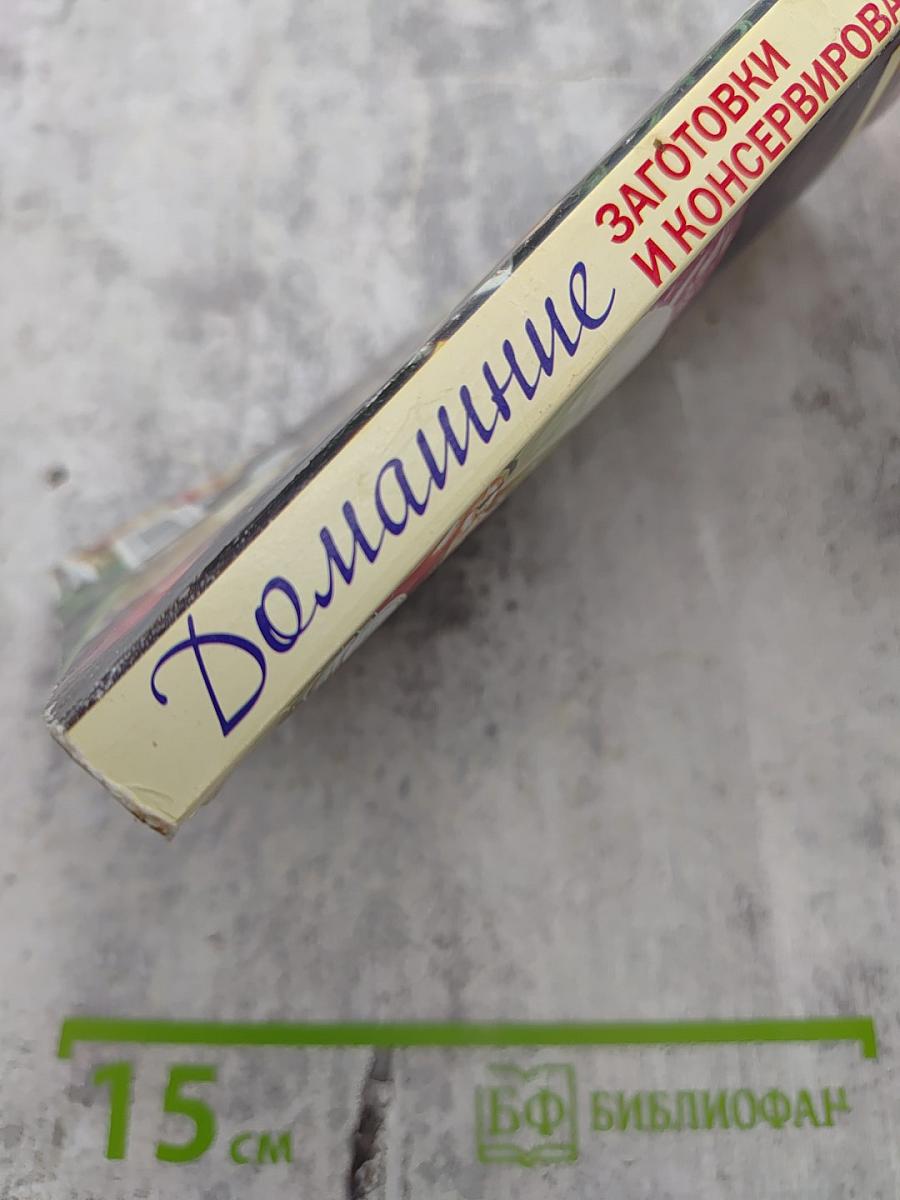 Домашние
ЗАГОТОВКИ
И КОНСЕРВИРОВА
15 см
БФ БИБЛИОФАН